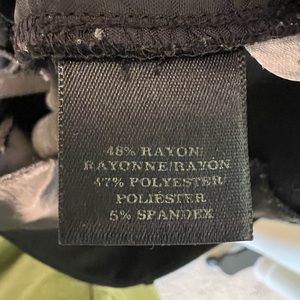 48% RAYON/
RAYONNE/RAYÓN
47% POLYESTER
POLIÉSTER
5% SPANDEX